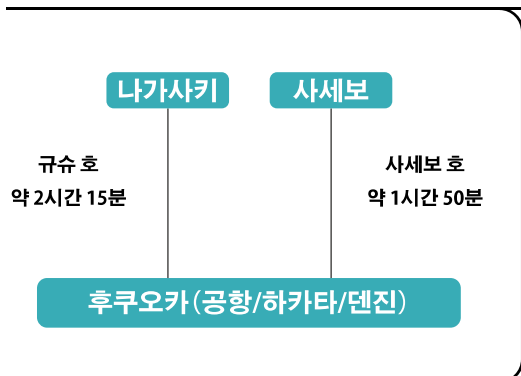 나가사키
사세보
규슈 호
약 2시간 15분
사세보 호
약 1시간 50분
후쿠오카(공항/하카타/덴진)